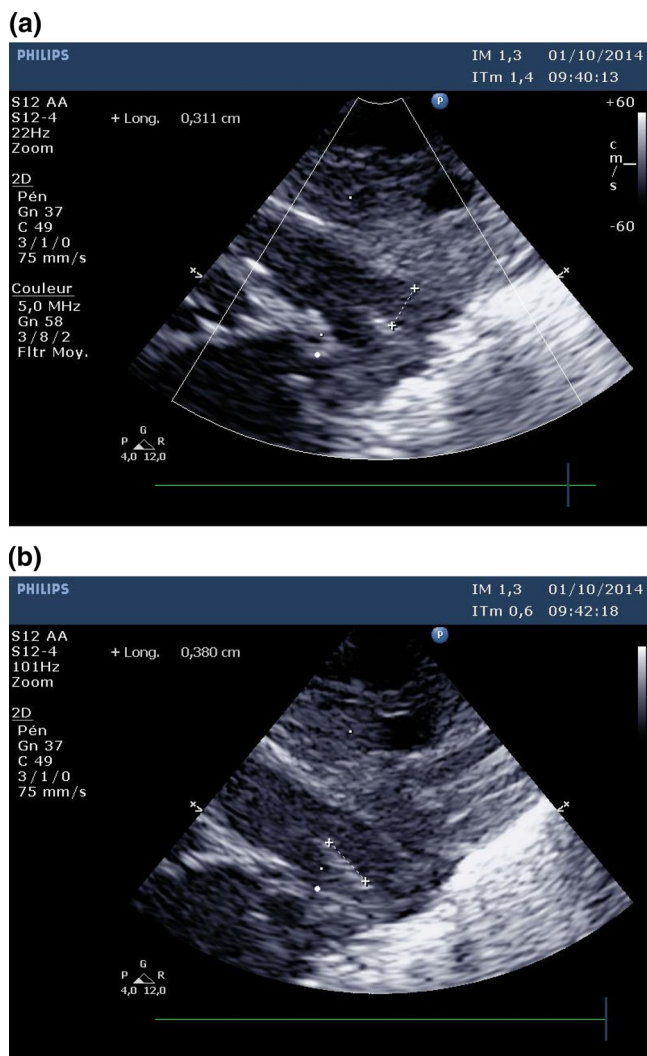 (a)
PHILIPS
IM 1,3 01/10/2014
ITm 1,4 09:40:13
S12 AA
S12-4
22Hz
Zoom
+ Long. 0,311 cm
P
+60
c
m
/
s
-60
2D
Pén
Gn 37
C 49
3/1/0
75 mm/s
Couleur
5,0 MHz
Gn 58
3/8/2
Fltr Moy.
G
P R
4,0 12,0
(b)
PHILIPS
IM 1,3 01/10/2014
ITm 0,6 09:42:18
S12 AA
S12-4
101Hz
Zoom
+ Long. 0,380 cm
P
2D
Pén
Gn 37
C 49
3/1/0
75 mm/s
G
P R
4,0 12,0